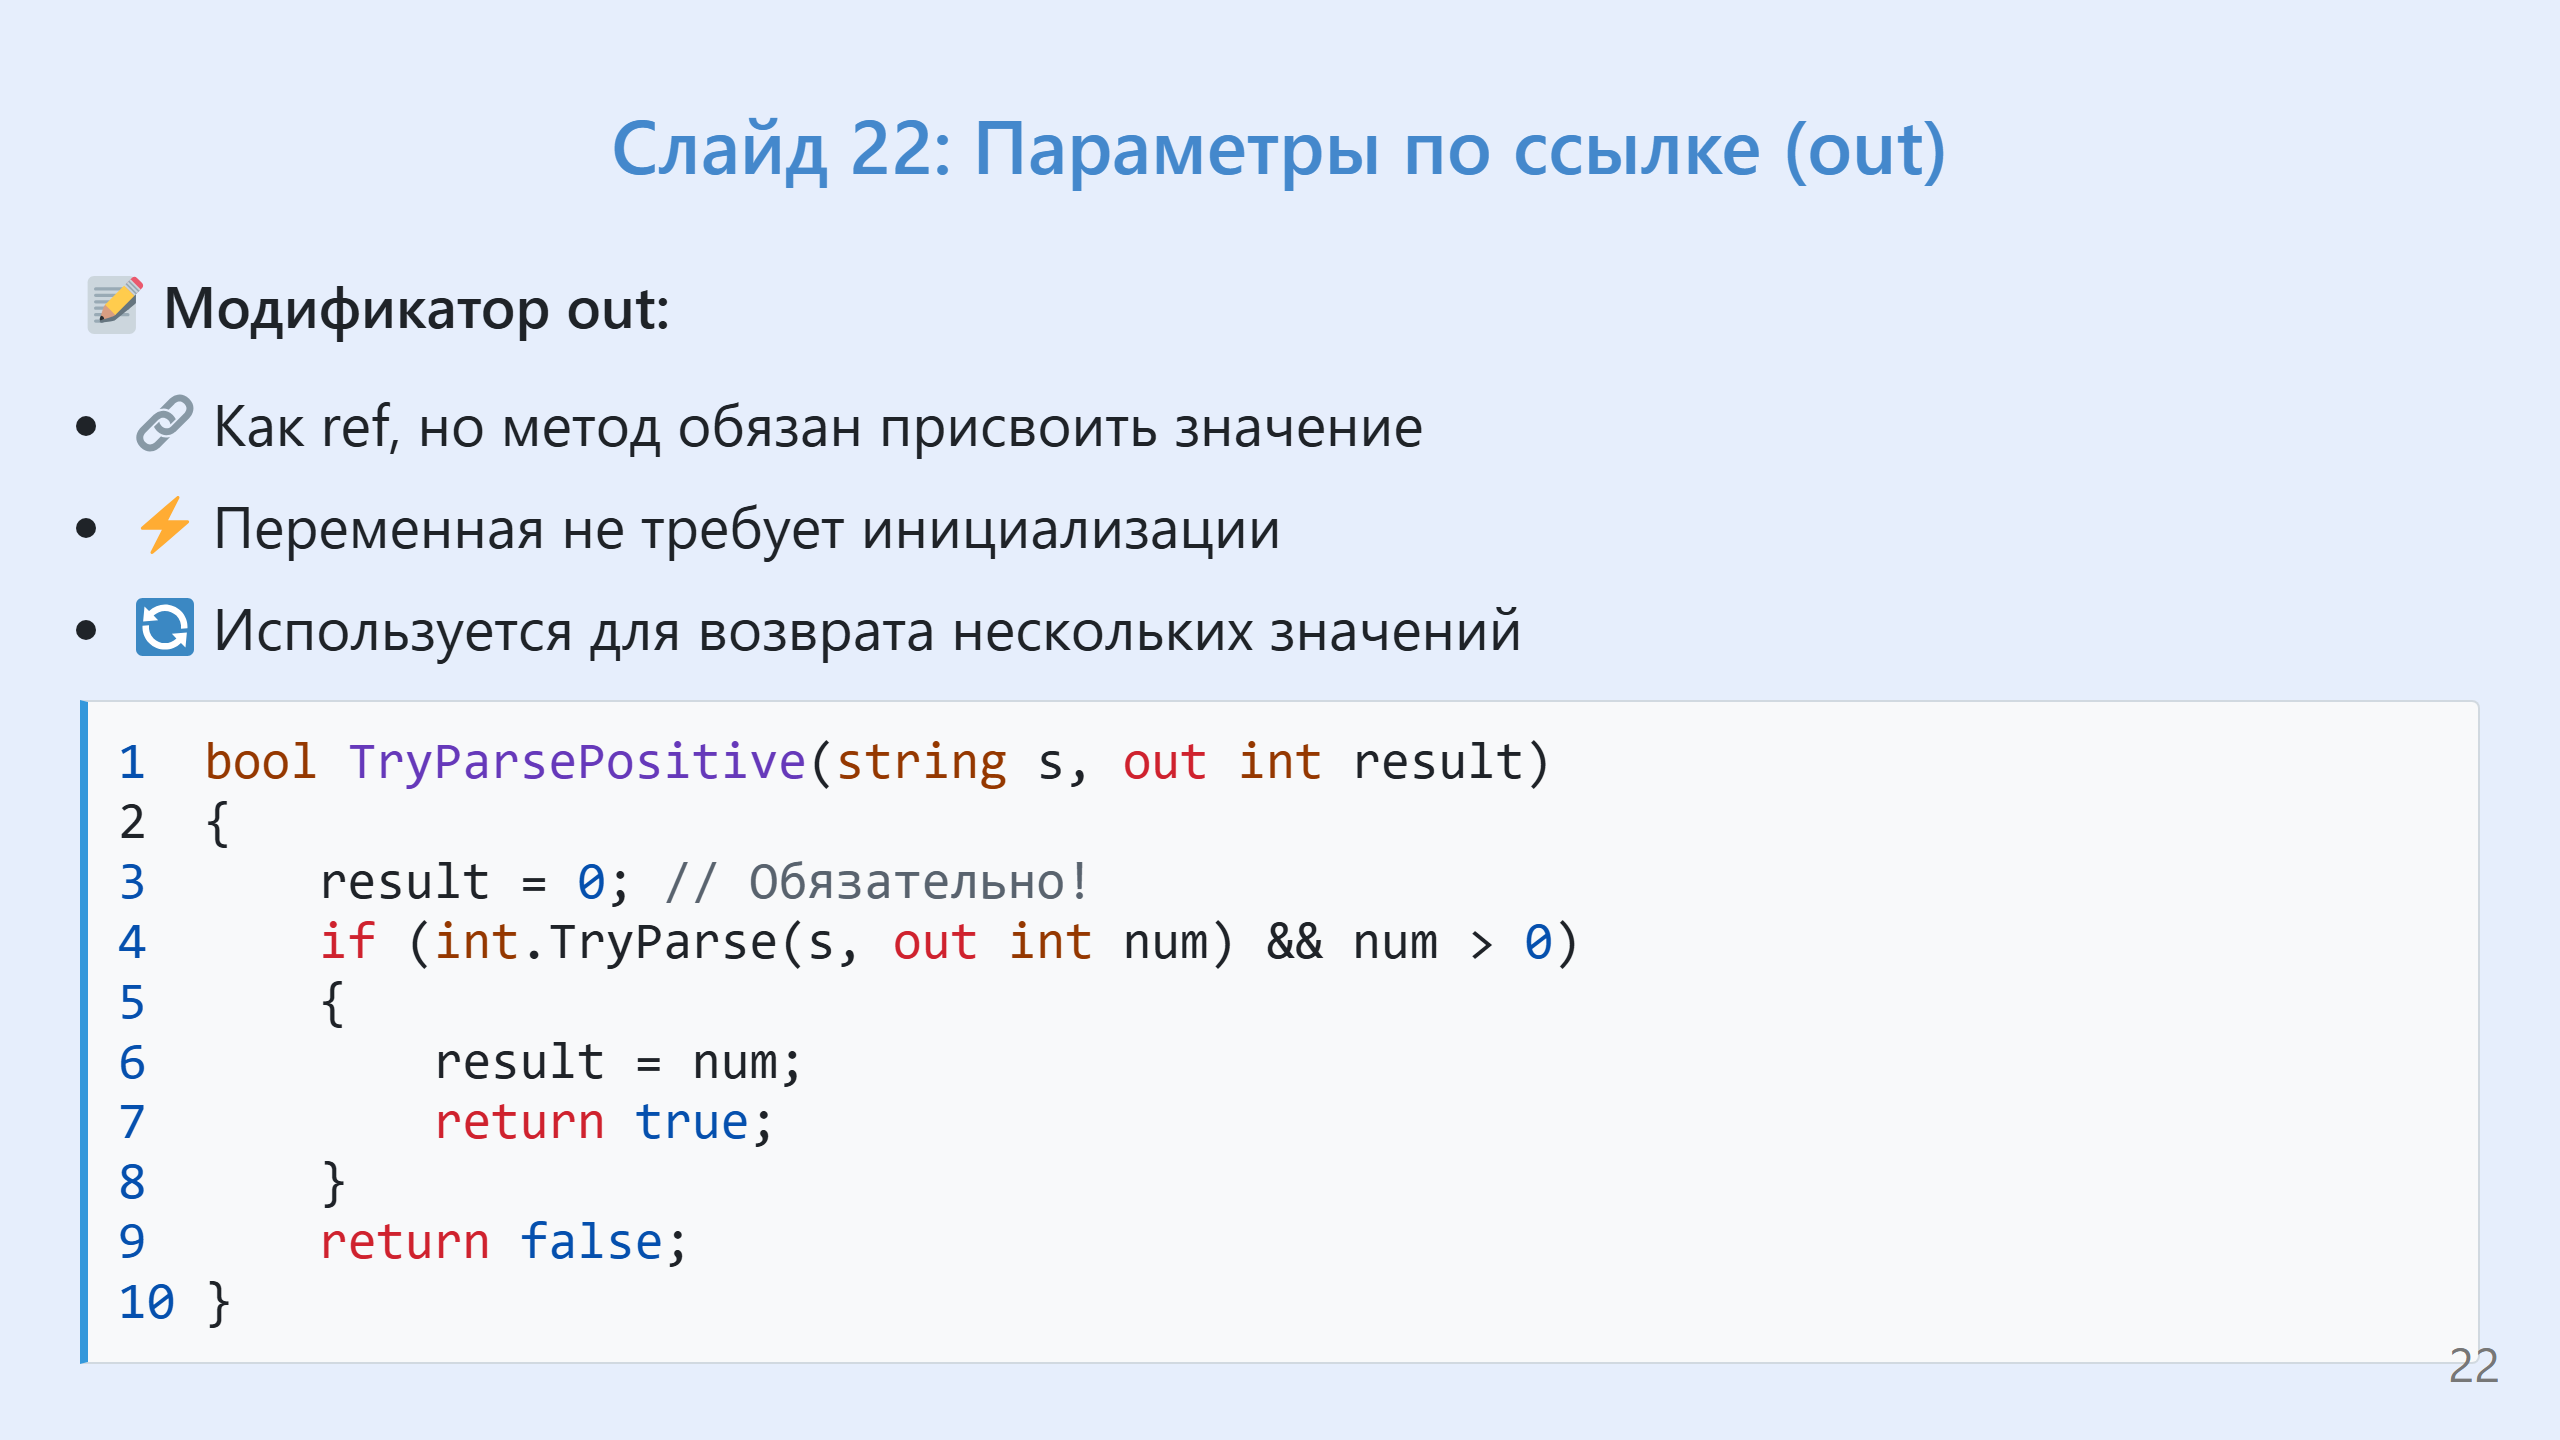 Слайд 22: Параметры по ссылке (out)
📝 Модификатор out:
• 🔗 Как ref, но метод обязан присвоить значение
• ⚡ Переменная не требует инициализации
• 🔄 Используется для возврата нескольких значений
1  bool TryParsePositive(string s, out int result)
2  {
3      result = 0; // Обязательно!
4      if (int.TryParse(s, out int num) && num > 0)
5      {
6          result = num;
7          return true;
8      }
9      return false;
10 }
22